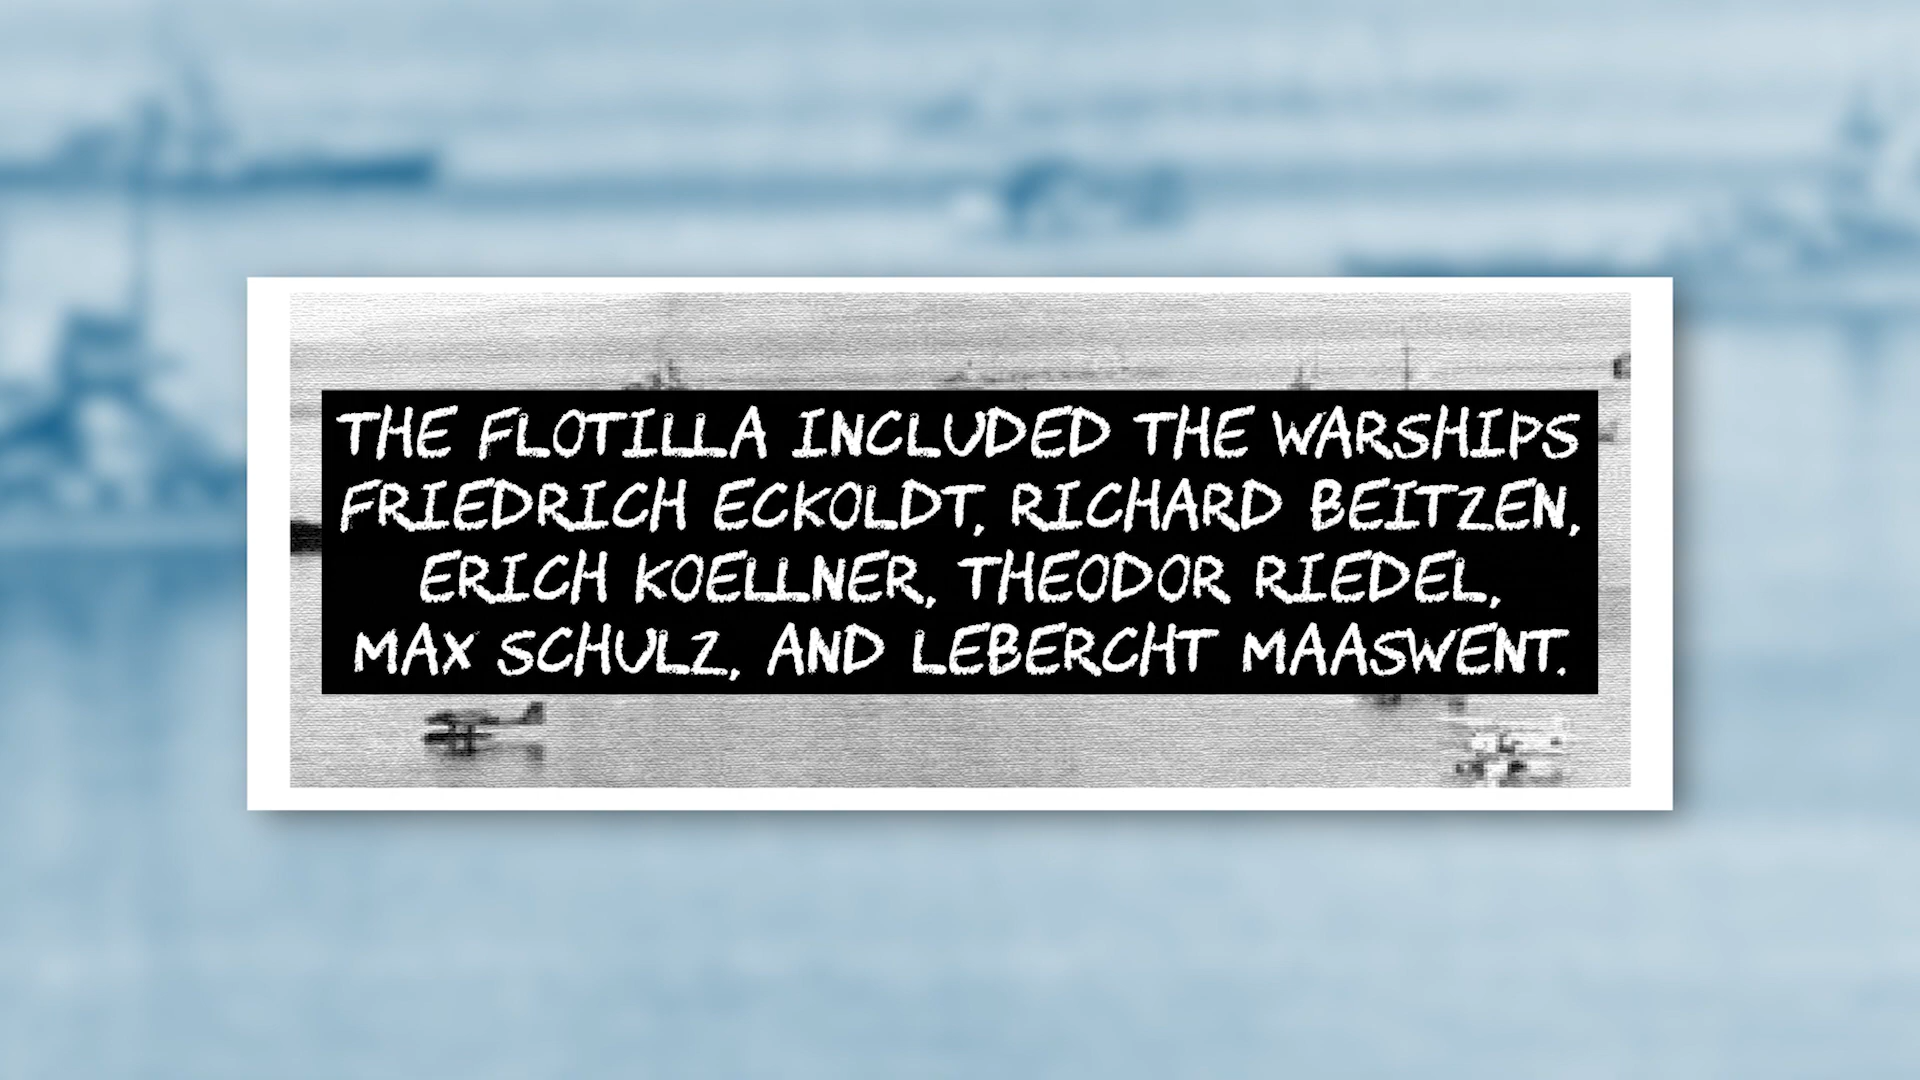 THE FLOTILLA INCLUDED THE WARSHIPS
FRIEDRICH ECKOLDT, RICHARD BEITZEN,
ERICH KOELLNER, THEODOR RIEDEL,
MAX SCHULZ, AND LEBERCHT MAASWENT.